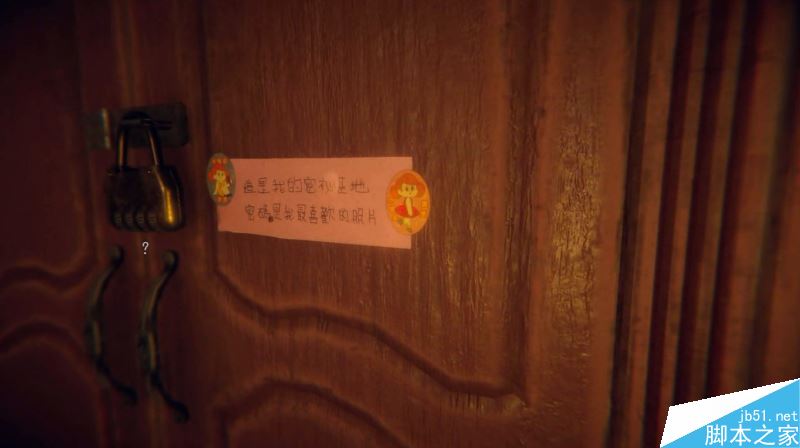 這是我的密秘基地
密碼是我最喜歡的照片
?
jb51.net
脚本之家